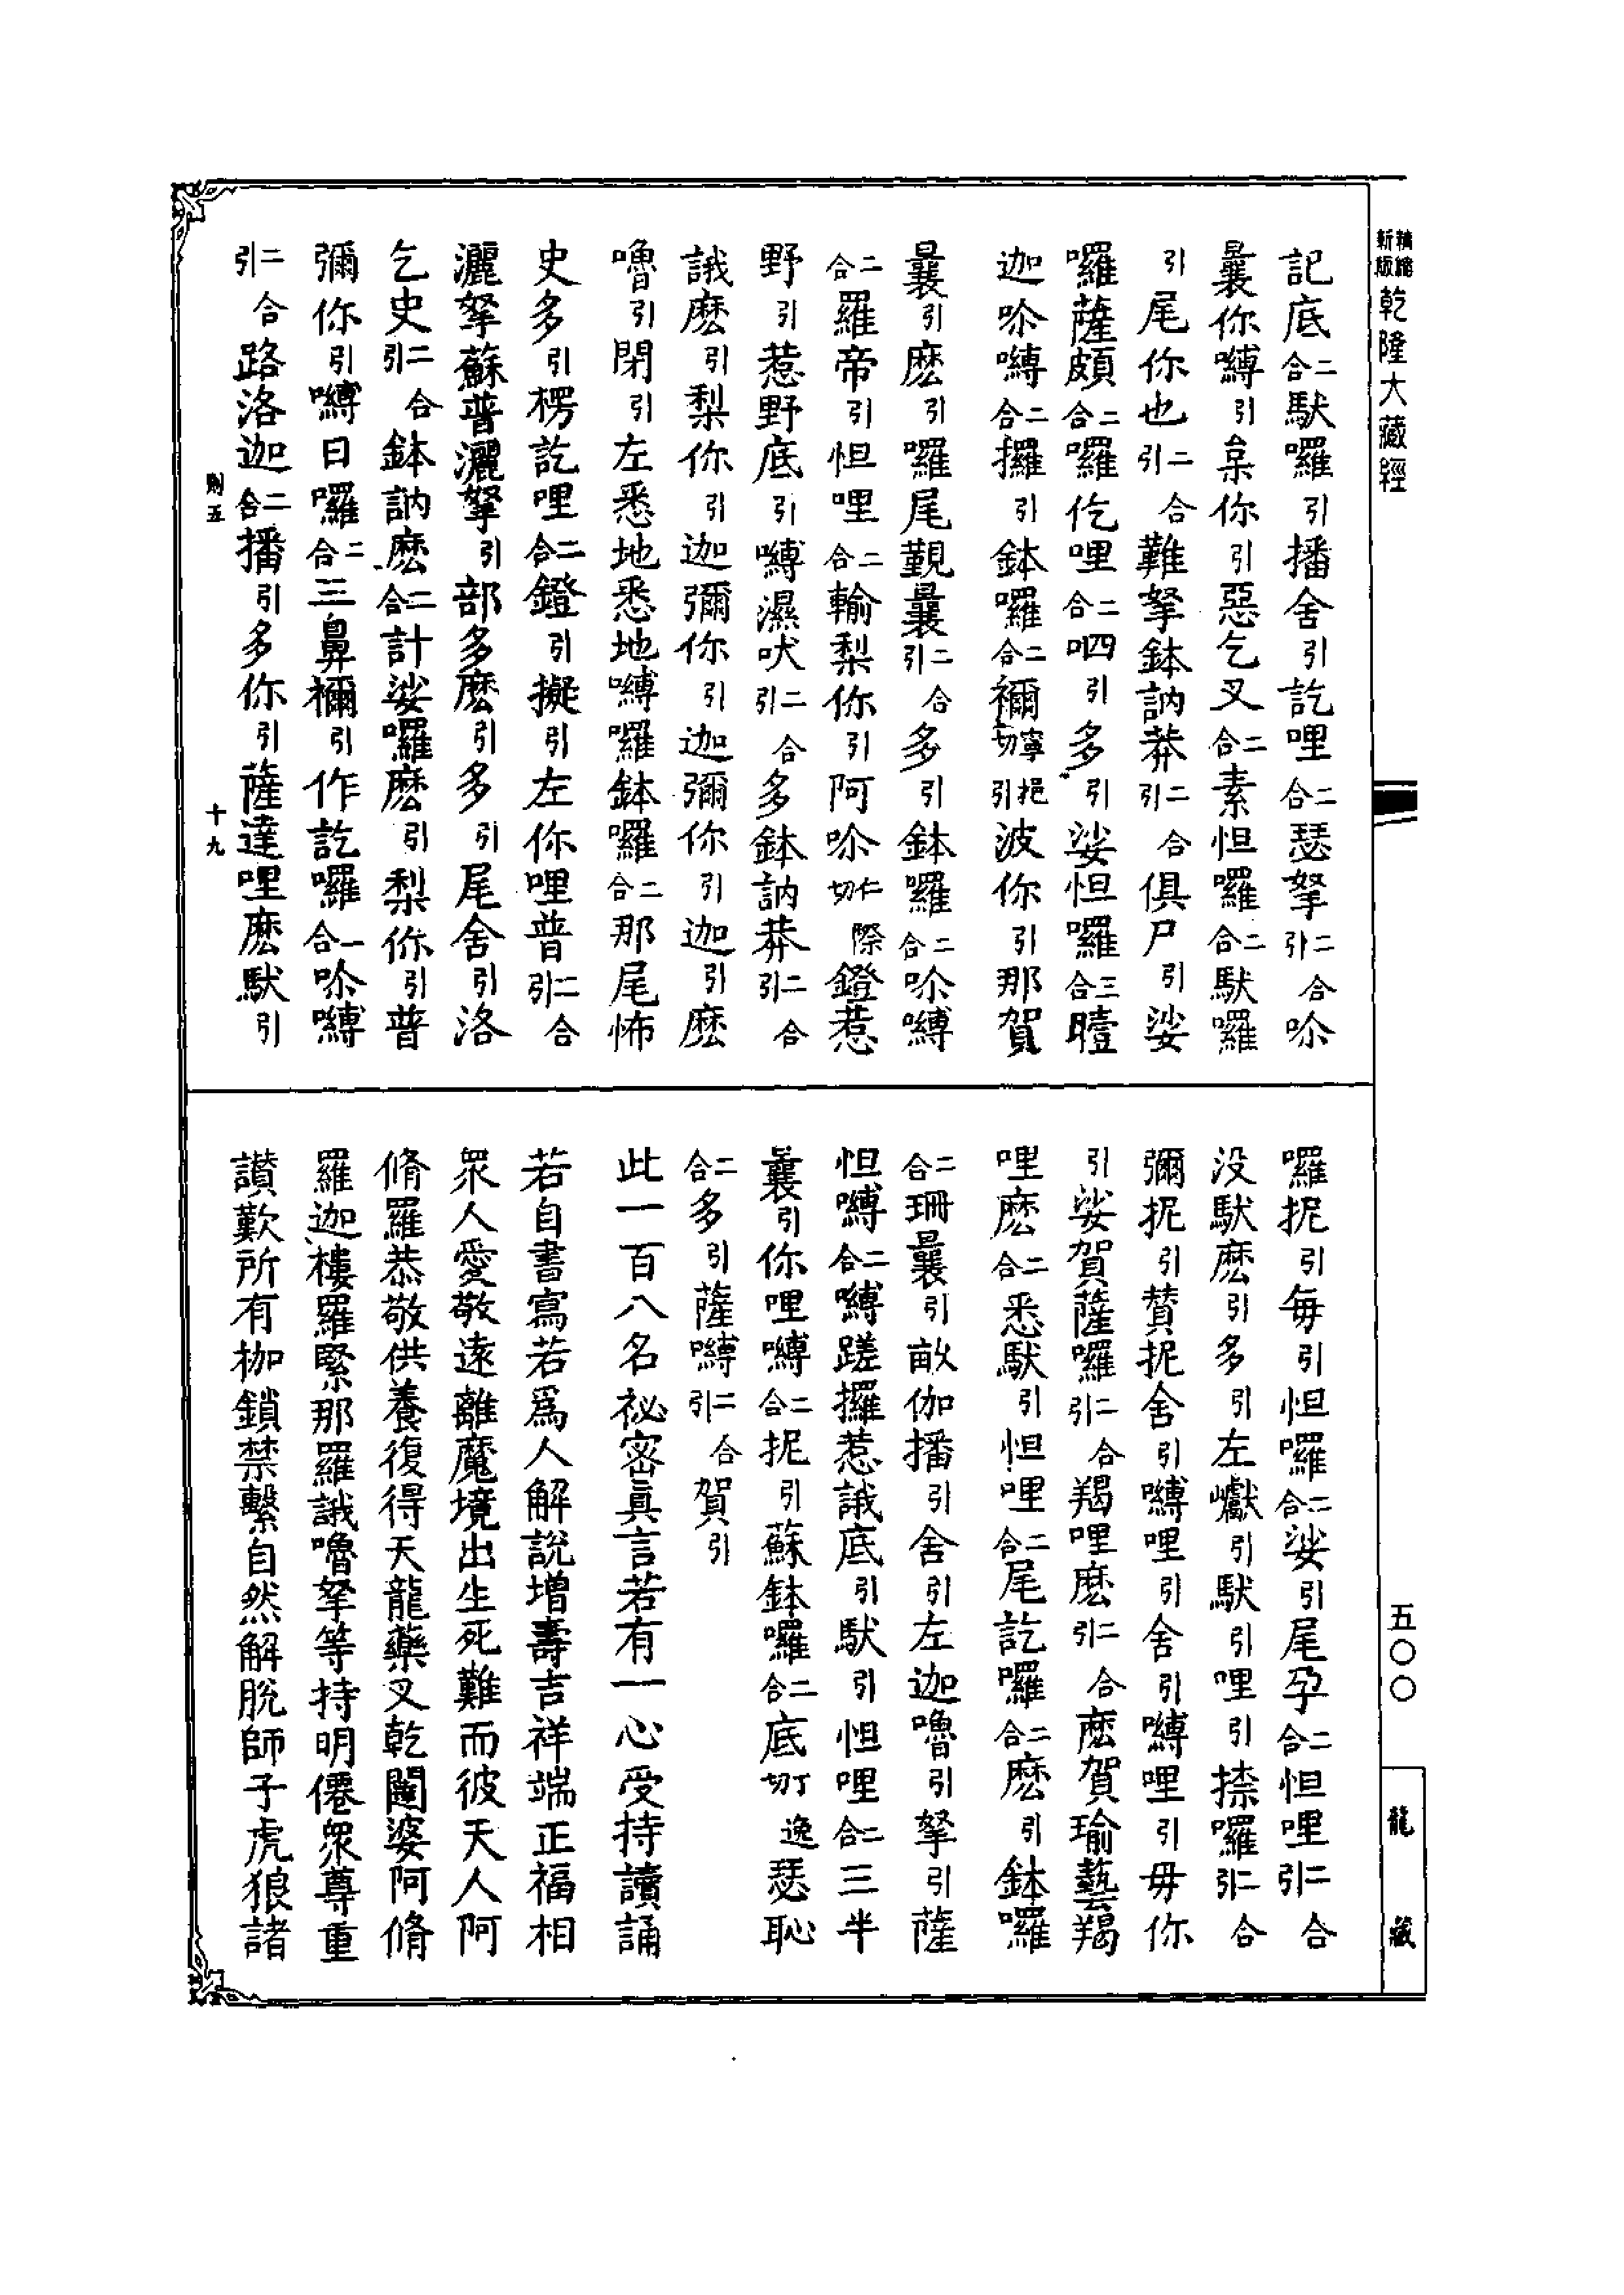 精縮新版乾隆大藏經
記底二合馱囉引播舍引訖哩二合瑟拏二合引吤
曩你嚩引枲你引惡乞叉二合素怛囉二合馱囉
引尾你也二合引難拏鉢訥莽二合引俱尸引娑
囉薩頗二合囉仡哩二合呬引多引娑怛囉三合曀
迦吤嚩二合攞引鉢囉二合禰寧挹切引波你引那賀
曩引麽引囉尾覲曩二合引多引鉢囉二合吤嚩
二合羅帝引怛哩二合輸梨你引阿吤仁際切鐙惹
野引惹野底引嚩濕吠二合引多鉢訥莽二合引
誐麽引梨你引迦彌你引迦彌你引迦引麽
嚕引閉引左悉地悉地嚩囉鉢囉二合那尾怖
史多引楞訖哩二合鐙引擬引左你哩普二合引
灑拏蘇普灑拏引部多麽引多引尾舍引洛
乞史二合引鉢訥麽二合計娑囉麽引梨你引普
彌你引嚩日囉二合三鼻禰引作訖囉二合吤嚩
二合引路洛迦二合播引多你引薩達哩麽馱引
囉抳引每引怛囉二合娑引尾孕二合怛哩二合引
没馱麽引多引左巘引馱引哩引捺囉二合引
彌抳引贊抳舍引嚩哩引舍引嚩哩引毋你
引娑賀薩囉二合引羯哩麽二合引麽賀瑜藝羯
哩麽二合悉馱引怛哩二合尾訖囉二合麽引鉢囉
二合珊曩引畝伽播引舍引左迦嚕引拏引薩
怛嚩二合嚩蹉攞惹誐底引馱引怛哩二合三半
曩引你哩嚩二合抳引蘇鉢囉二合底丁逸切瑟恥
二合多引薩嚩二合引賀引
此一百八名祕密眞言若有一心受持讀誦
若自書寫若爲人解說增壽吉祥端正福相
眾人愛敬遠離魔境出生死難而彼天人阿
脩羅恭敬供養復得天龍藥叉乾闥婆阿脩
羅迦樓羅緊那羅誐嚕拏等持明僊眾尊重
讃歎所有枷鎖禁繫自然解脫師子虎狼諸
則五
十九
五〇〇
龍藏